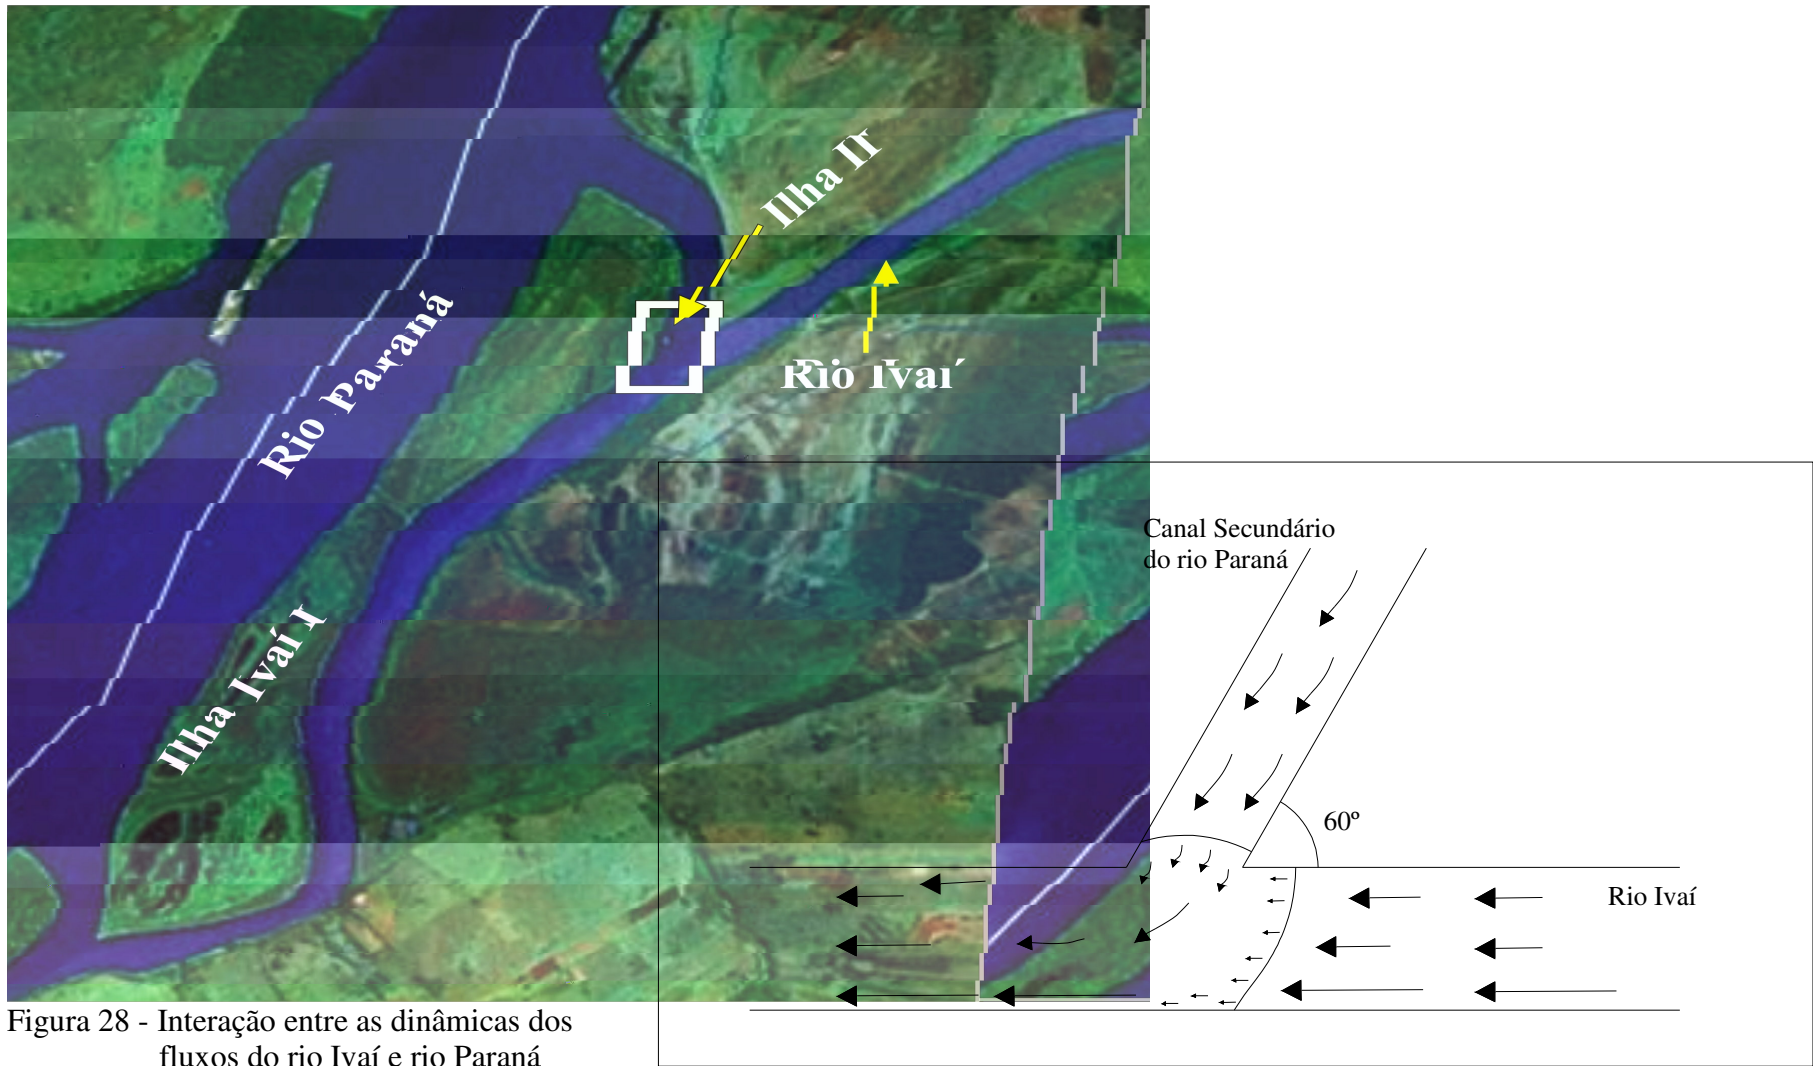 Ilha II
Rio Paraná
Rio Ivaí
Ilha Ivaí I
Canal Secundário
do rio Paraná
60º
Rio Ivaí
Figura 28 - Interação entre as dinâmicas dos
fluxos do rio Ivaí e rio Paraná